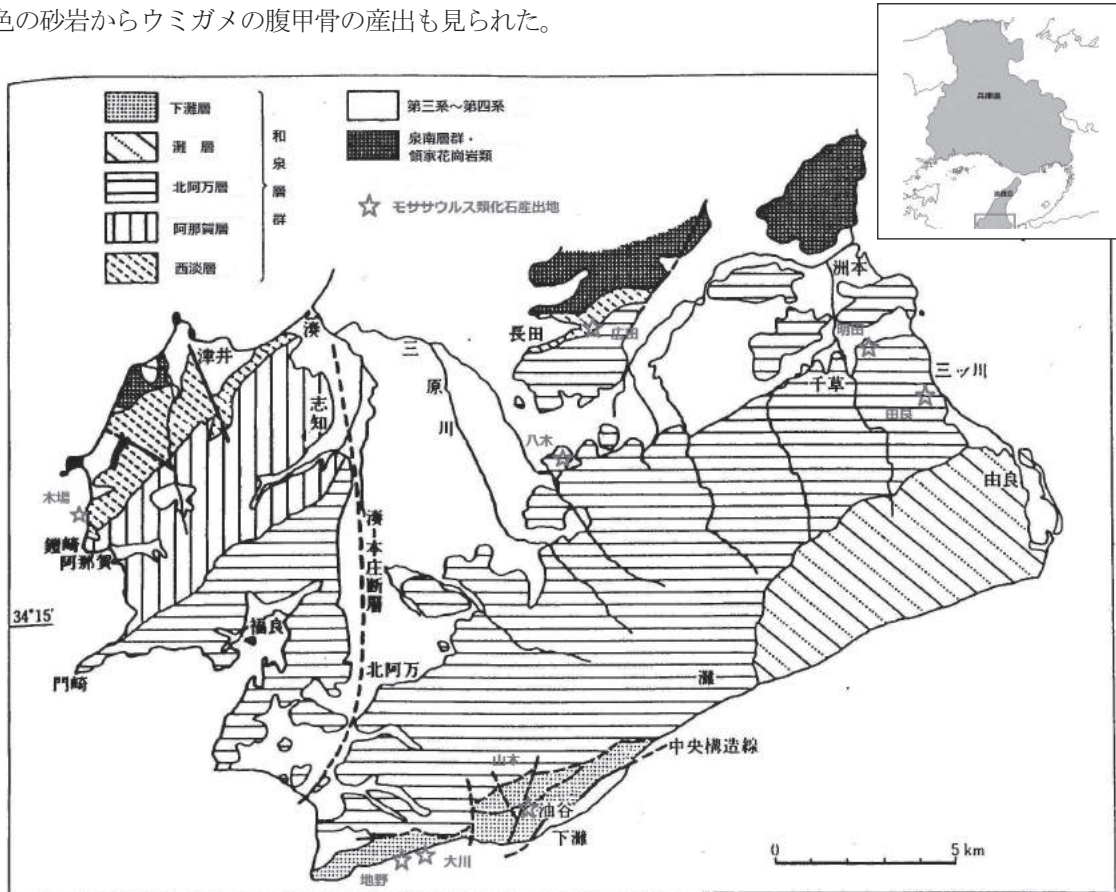 色の砂岩からウミガメの腹甲骨の産出も見られた。
下灘層
灘 層
北阿万層
阿那賀層
西淡層
和泉層群
第三系～第四系
泉南層群・
領家花崗岩類
モササウルス類化石産出地
兵庫県
淡路島
洲本
明田
三ッ川
千草
由良
由良
長田
広田
湊
三原川
津井
志知
八木
木場
鎧崎
阿那賀
湊-本庄断層
34°15′
福良
門崎
北阿万
灘
中央構造線
山本
油谷
下灘
大川
地野
0 5 km